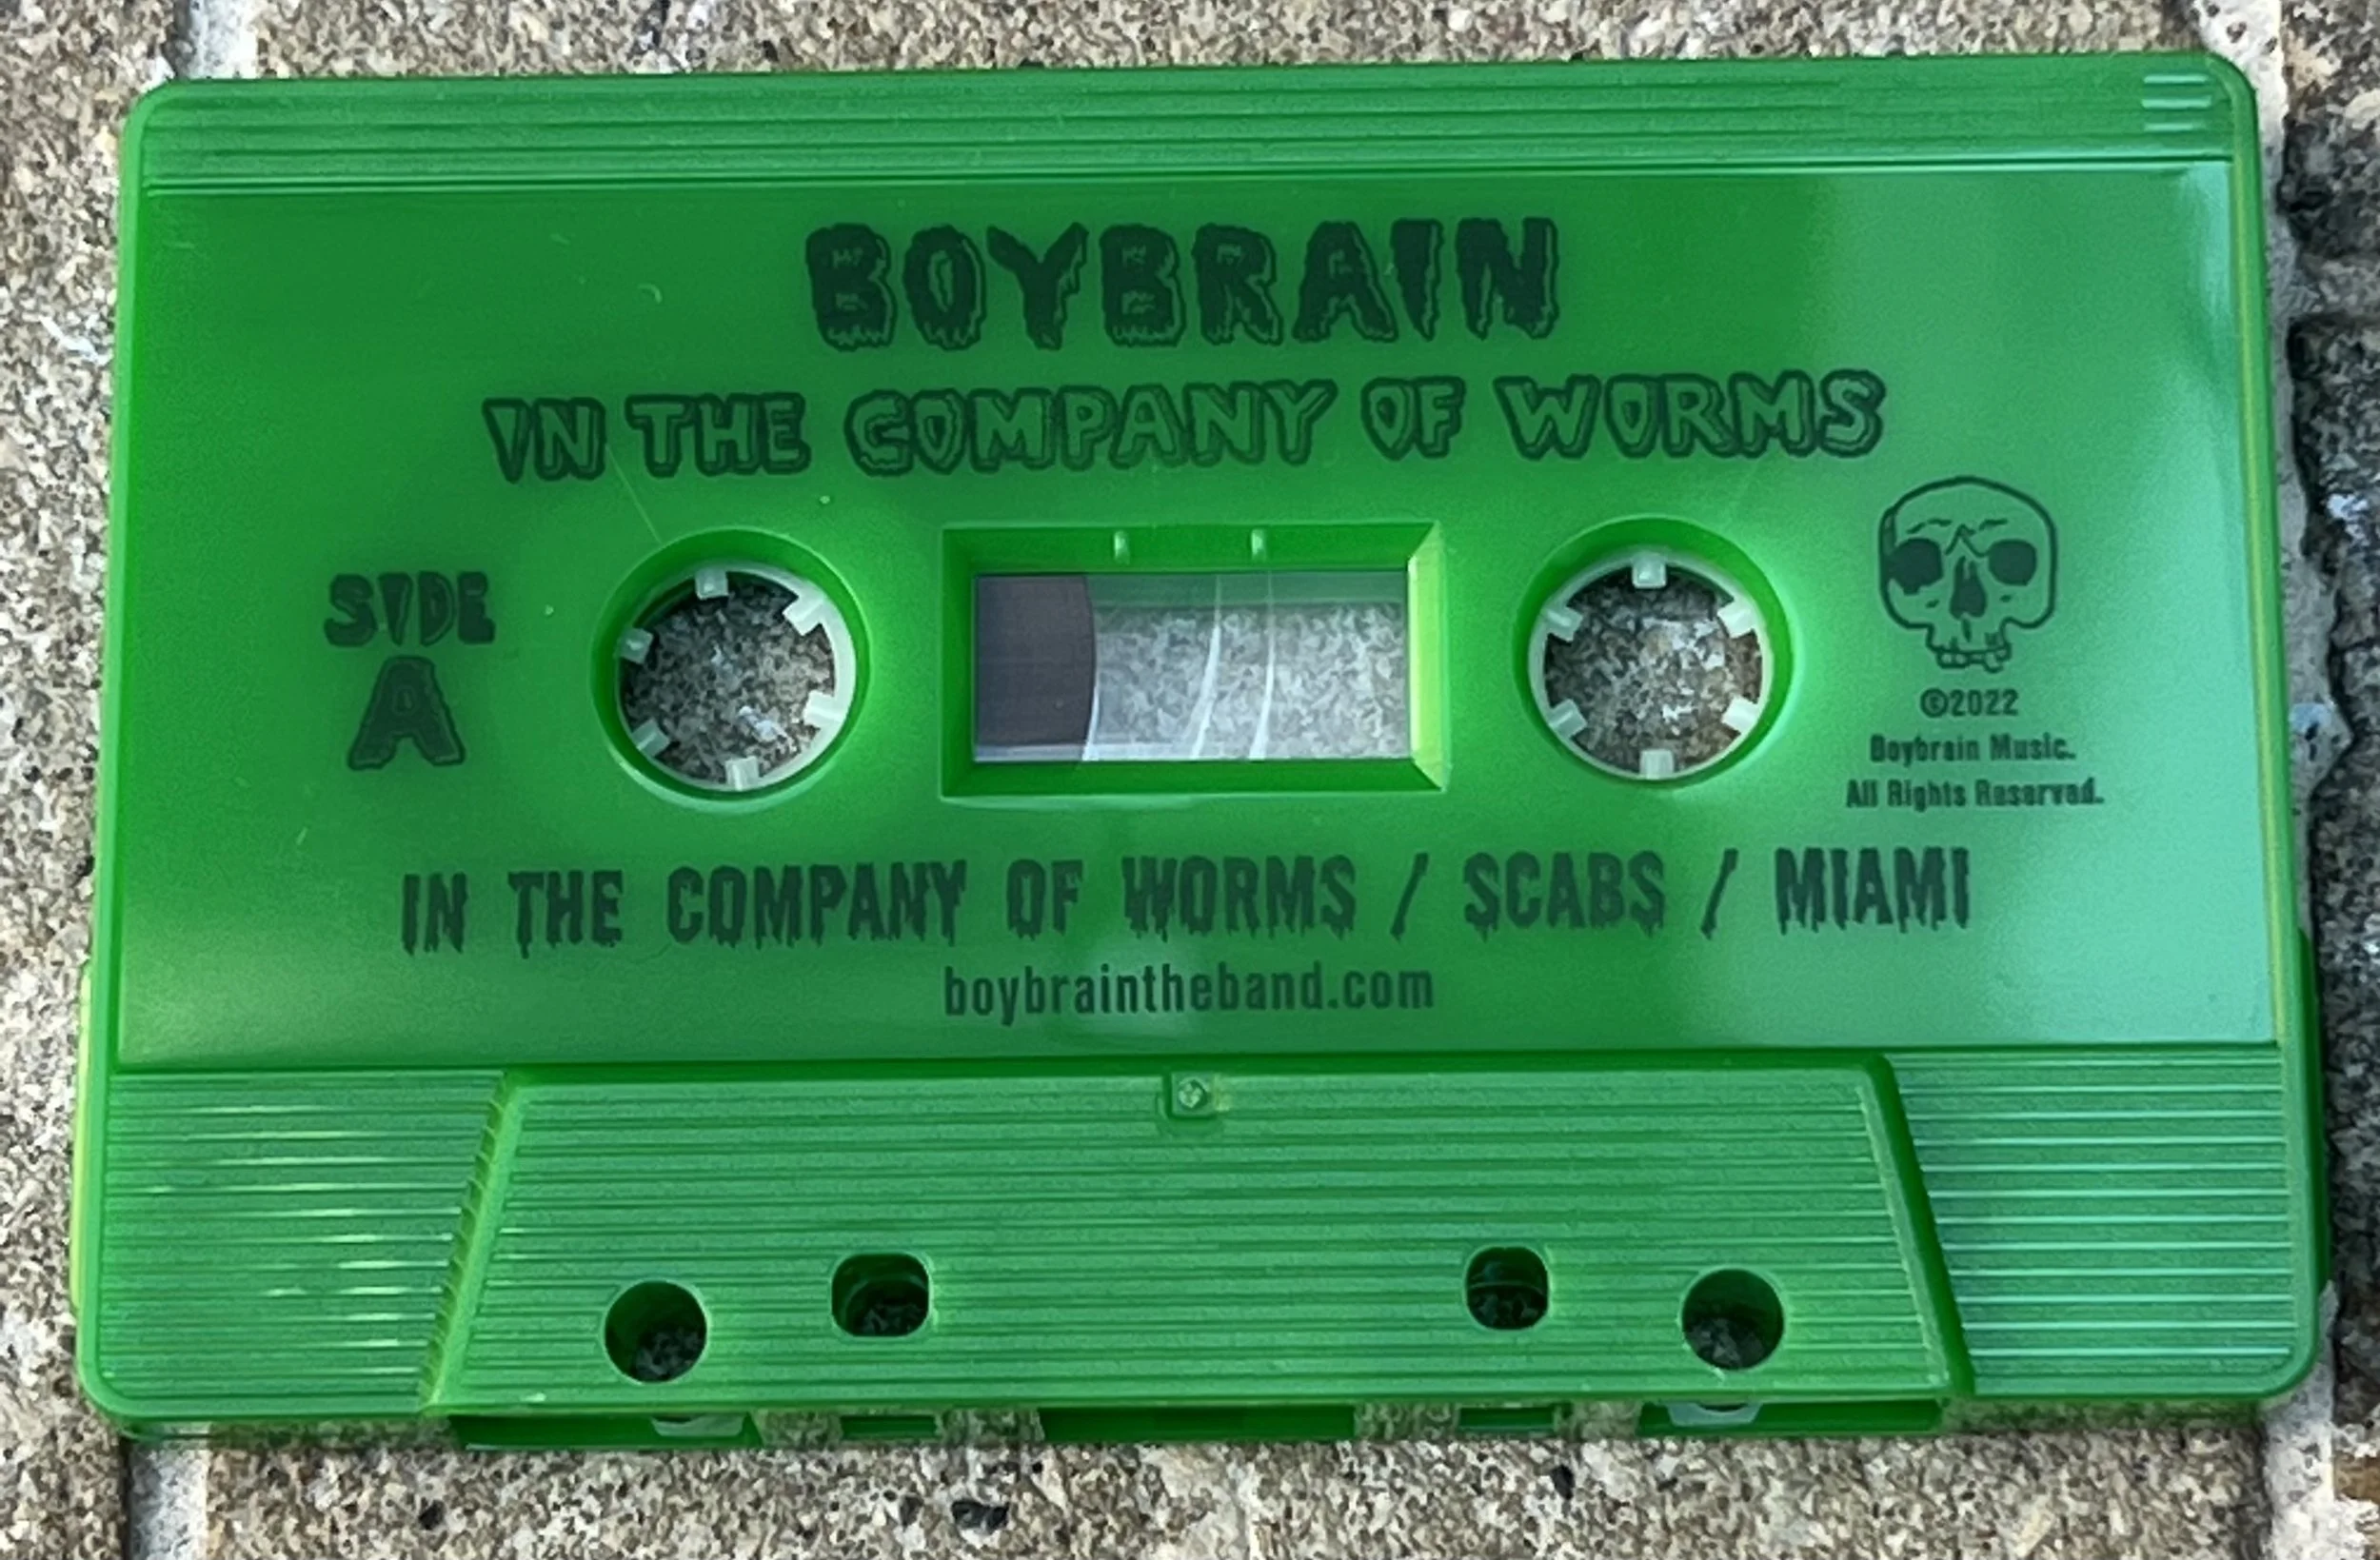 BOYBRAIN
IN THE COMPANY OF WORMS
SIDE
A
©2022
Boybrain Music.
All Rights Reserved.
IN THE COMPANY OF WORMS / SCABS / MIAMI
boybraintheband.com